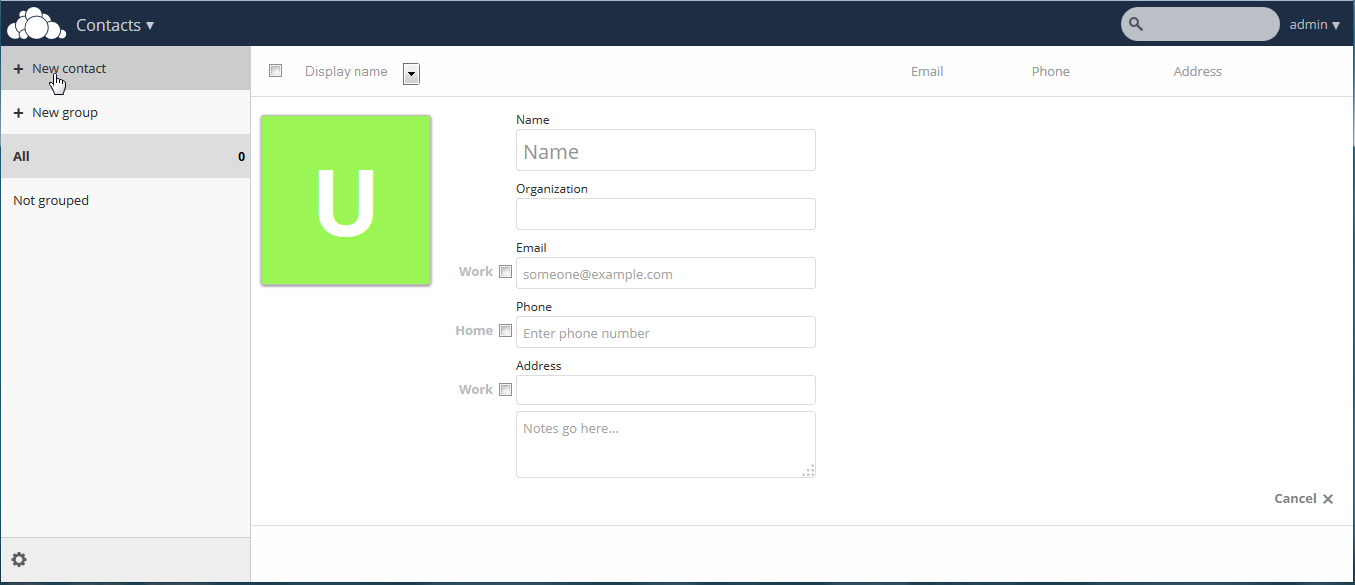 Contacts ▾
admin ▾
+ New contact
+ New group
All 0
Not grouped
Display name Email Phone Address
U
Name
Name
Organization
Email
Work someone@example.com
Phone
Home Enter phone number
Address
Work
Notes go here...
Cancel ×